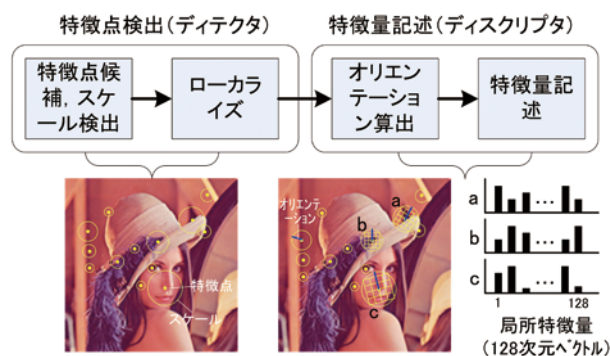 特徴点検出(ディテクタ)
特徴量記述(ディスクリプタ)
特徴点候
補,スケ
ール検出
ローカラ
イズ
オリエン
テーショ
ン算出
特徴量記
述
オリエンテ
ーション
特徴点
スケール
a
b
c
a
b
c
1
128
局所特徴量
(128次元ベクトル)